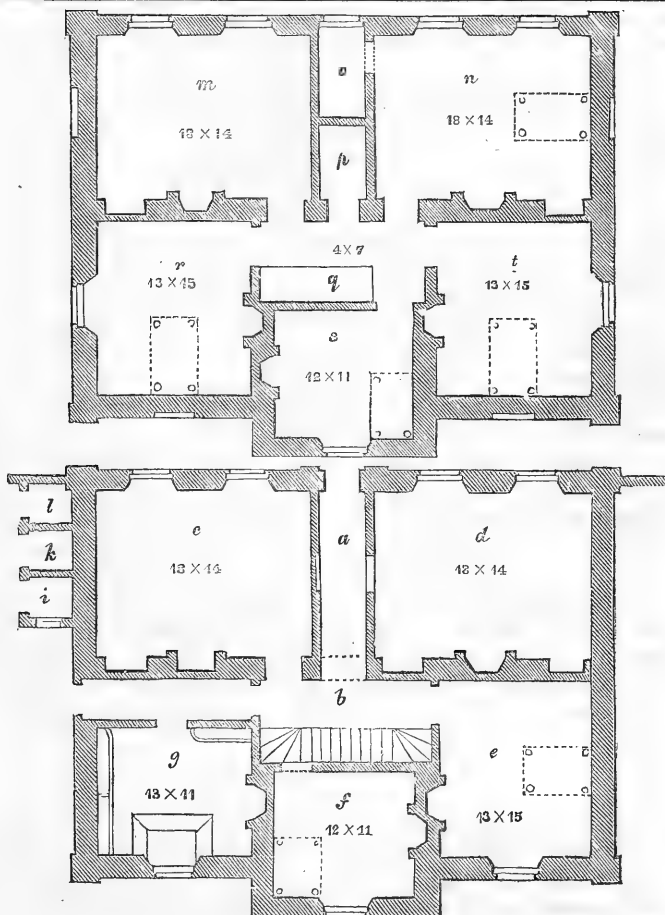 m o n
18 × 14 18 × 14
p
4 × 7
r q t
13 × 15 13 × 15
s
12 × 11
l
c a d
k
18 × 14 18 × 14
i
b
g e
13 × 11 f 13 × 15
12 × 11